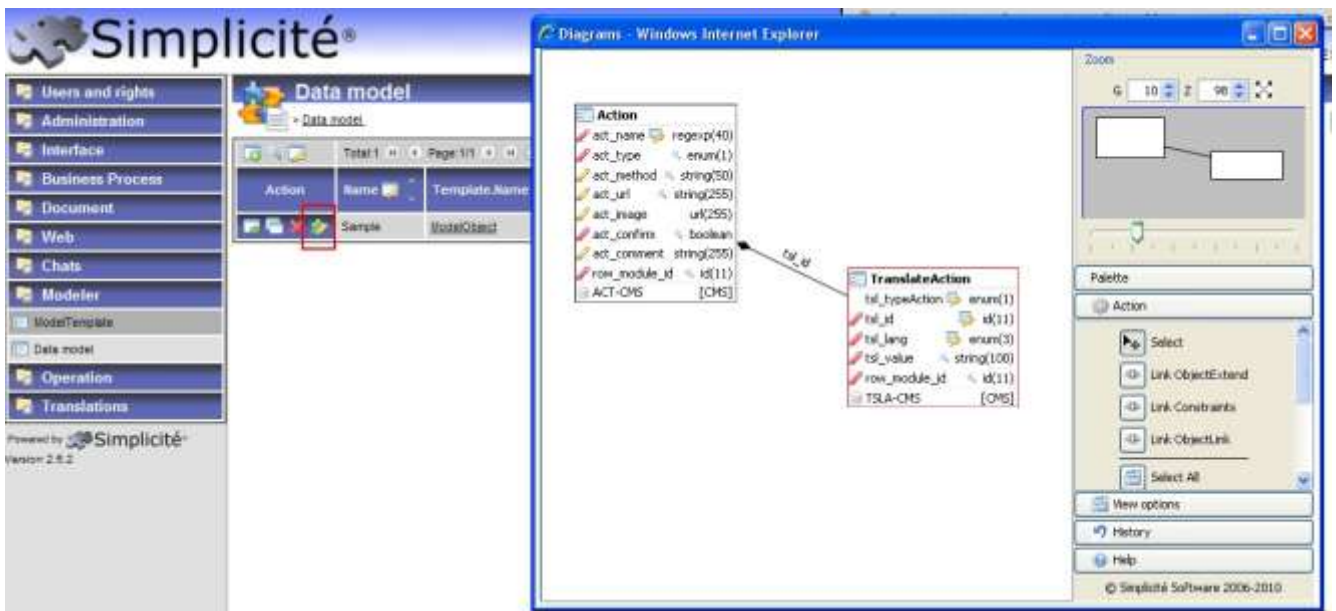 Simplicité®
Users and rights
Administration
Interface
Business Process
Document
Web
Chats
Modeler
ModelTemplate
Data model
Operation
Translations
Powered by Simplicité
Version 2.5.2
Data model
> Data model
Total:1 Page:1/1
Action Name Template.Name
Sample ModelObject
Diagrams - Windows Internet Explorer
Action
act_name regexp(40)
act_type enum(1)
act_method string(50)
act_url string(255)
act_image url(255)
act_confirm boolean
act_comment string(255)
row_module_id id(11)
ACT-CMS [CMS]
tsl_id
TranslateAction
tsl_typeAction enum(1)
tsl_id id(11)
tsl_lang enum(3)
tsl_value string(100)
row_module_id id(11)
TSLA-CMS [CMS]
Zoom
G 10 Z 90
Palette
Action
Select
Link ObjectExtend
Link Constraints
Link ObjectLink
Select All
View options
History
Help
© Simplicité Software 2006-2010